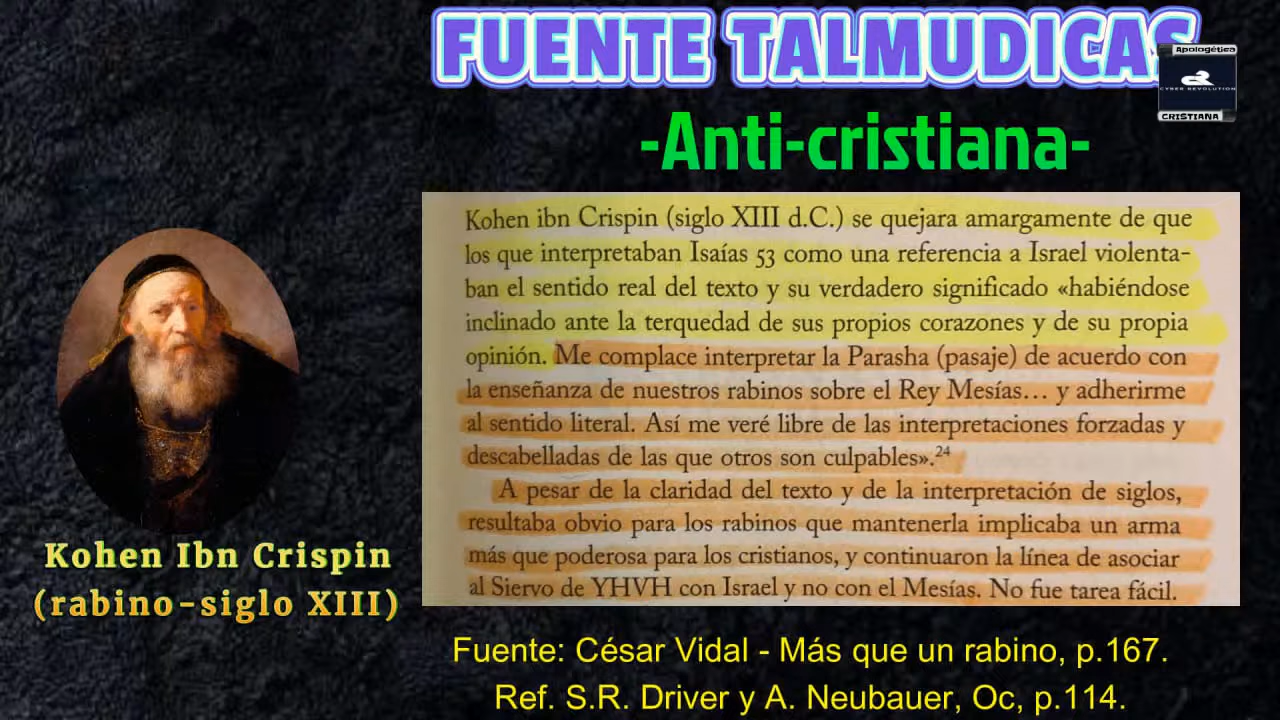 FUENTE TALMUDICAS
Apologética
CYBER REVOLUTION
CRISTIANA
-Anti-cristiana-
Kohen ibn Crispin (siglo XIII d.C.) se quejara amargamente de que
los que interpretaban Isaías 53 como una referencia a Israel violenta-
ban el sentido real del texto y su verdadero significado «habiéndose
inclinado ante la terquedad de sus propios corazones y de su propia
opinión. Me complace interpretar la Parasha (pasaje) de acuerdo con
la enseñanza de nuestros rabinos sobre el Rey Mesías... y adherirme
al sentido literal. Así me veré libre de las interpretaciones forzadas y
descabelladas de las que otros son culpables».24
A pesar de la claridad del texto y de la interpretación de siglos,
resultaba obvio para los rabinos que mantenerla implicaba un arma
más que poderosa para los cristianos, y continuaron la línea de asociar
al Siervo de YHVH con Israel y no con el Mesías. No fue tarea fácil.
Kohen Ibn Crispin
(rabino-siglo XIII)
Fuente: César Vidal - Más que un rabino, p.167.
Ref. S.R. Driver y A. Neubauer, Oc, p.114.